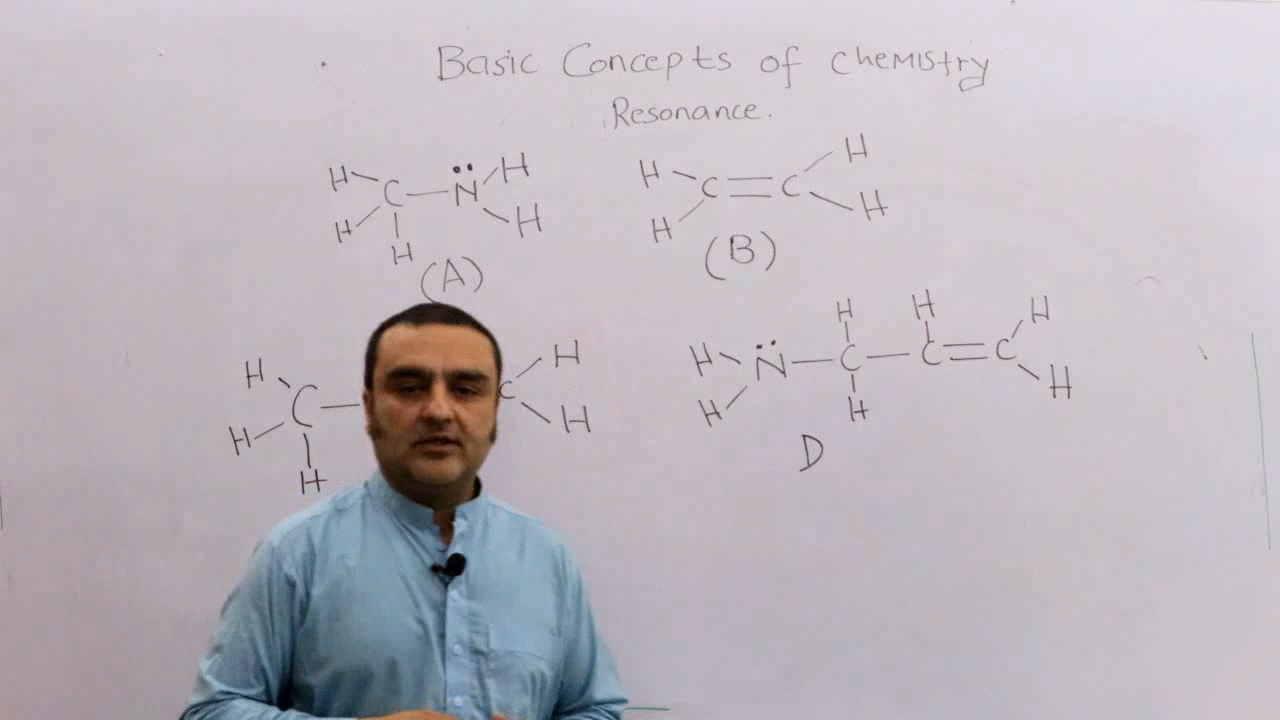 Basic Concepts of Chemistry
Resonance.
H H H H
C N C C
H H H H
H
(A) (B)
H H H
H H H N C C C
C C H
H H H H H
H D